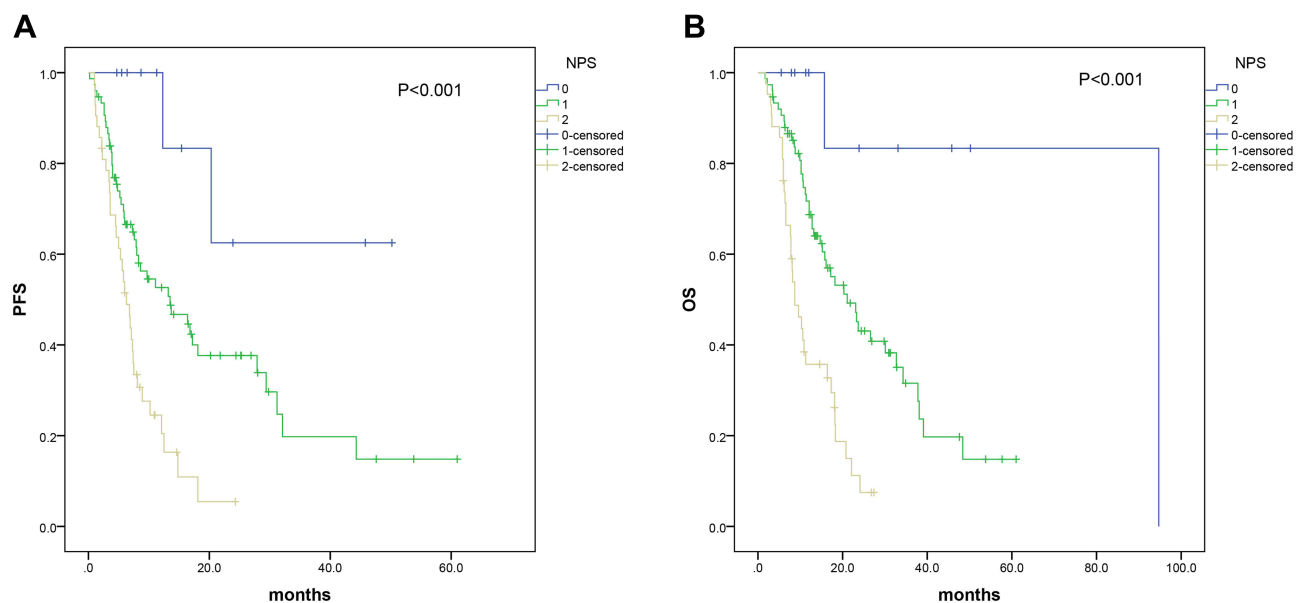 A
NPS
P<0.001
0
1
2
0-censored
1-censored
2-censored
1.0
0.8
0.6
0.4
0.2
0.0
PFS
.0 20.0 40.0 60.0
months
B
NPS
P<0.001
0
1
2
0-censored
1-censored
2-censored
1.0
0.8
0.6
0.4
0.2
0.0
OS
.0 20.0 40.0 60.0 80.0 100.0
months